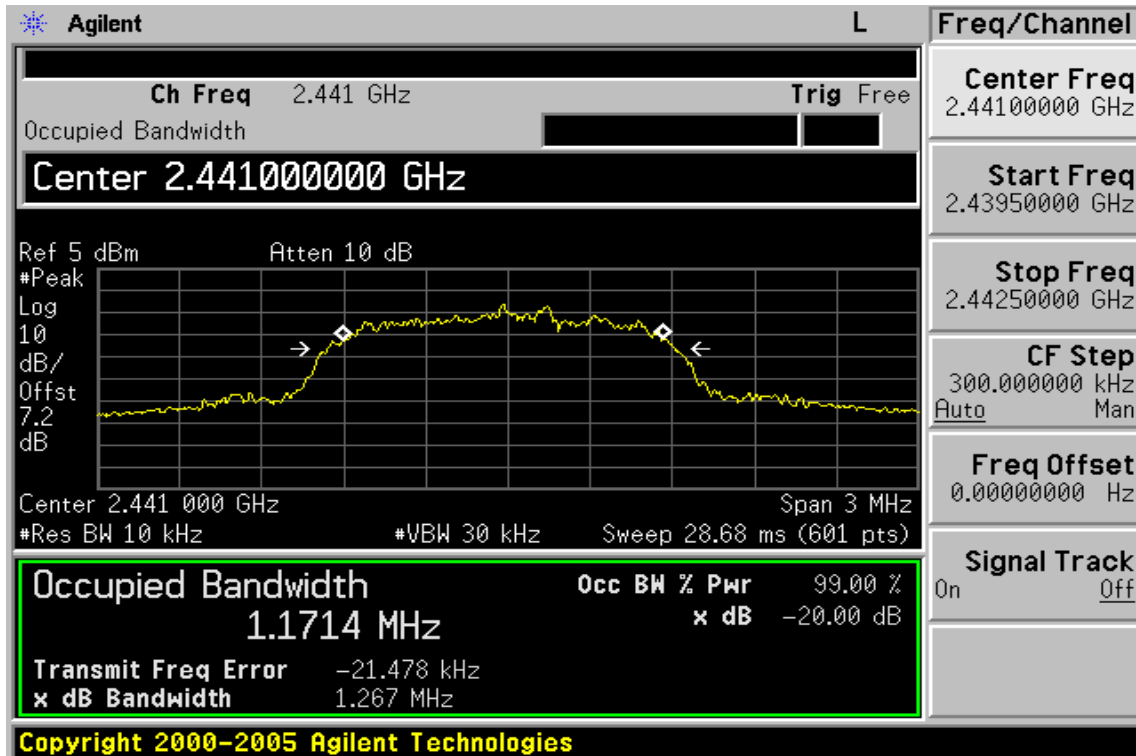 Agilent L Freq/Channel
Ch Freq 2.441 GHz Trig Free
Occupied Bandwidth
Center 2.441000000 GHz
Ref 5 dBm Atten 10 dB
#Peak
Log
10
dB/
Offst
7.2
dB
Center 2.441 000 GHz Span 3 MHz
#Res BW 10 kHz #VBW 30 kHz Sweep 28.68 ms (601 pts)
Occupied Bandwidth Occ BW % Pwr 99.00 %
1.1714 MHz x dB -20.00 dB
Transmit Freq Error -21.478 kHz
x dB Bandwidth 1.267 MHz
Center Freq
2.44100000 GHz
Start Freq
2.43950000 GHz
Stop Freq
2.44250000 GHz
CF Step
300.000000 kHz
Auto Man
Freq Offset
0.00000000 Hz
Signal Track
On Off
Copyright 2000-2005 Agilent Technologies